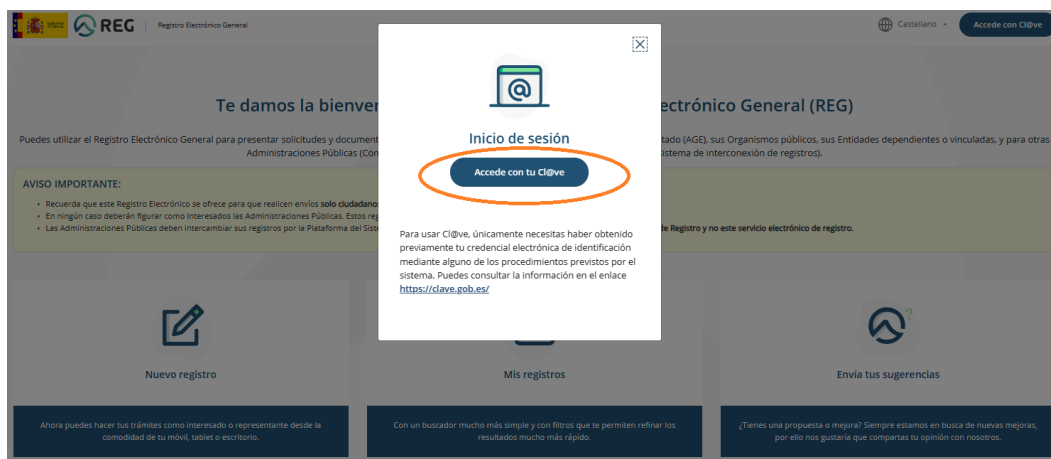 REG
Registro Electrónico General
Castellano
Accede con Cl@ve
Te damos la bienve
ectrónico General (REG)
Puedes utilizar el Registro Electrónico General para presentar solicitudes y document
tado (AGE), sus Organismos públicos, sus Entidades dependientes o vinculadas, y para otras
Administraciones Públicas (Con
istema de interconexión de registros).
AVISO IMPORTANTE:
• Recuerda que este Registro Electrónico se ofrece para que realicen envíos solo ciudadano
• En ningún caso deberán figurar como Interesados las Administraciones Públicas. Estos reg
• Las Administraciones Públicas deben intercambiar sus registros por la Plataforma del Siste
de Registro y no este servicio electrónico de registro.
@
Inicio de sesión
Accede con tu Cl@ve
Para usar Cl@ve, únicamente necesitas haber obtenido
previamente tu credencial electrónica de identificación
mediante alguno de los procedimientos previstos por el
sistema. Puedes consultar la información en el enlace
https://clave.gob.es/
Nuevo registro
Mis registros
?
Envía tus sugerencias
Ahora puedes hacer tus trámites como interesado o representante desde la
comodidad de tu móvil, tablet o escritorio.
Con un buscador mucho más simple y con filtros que te permiten refinar los
resultados mucho más rápido.
¿Tienes una propuesta o mejora? Siempre estamos en busca de nuevas mejoras,
por ello nos gustaría que compartas tu opinión con nosotros.